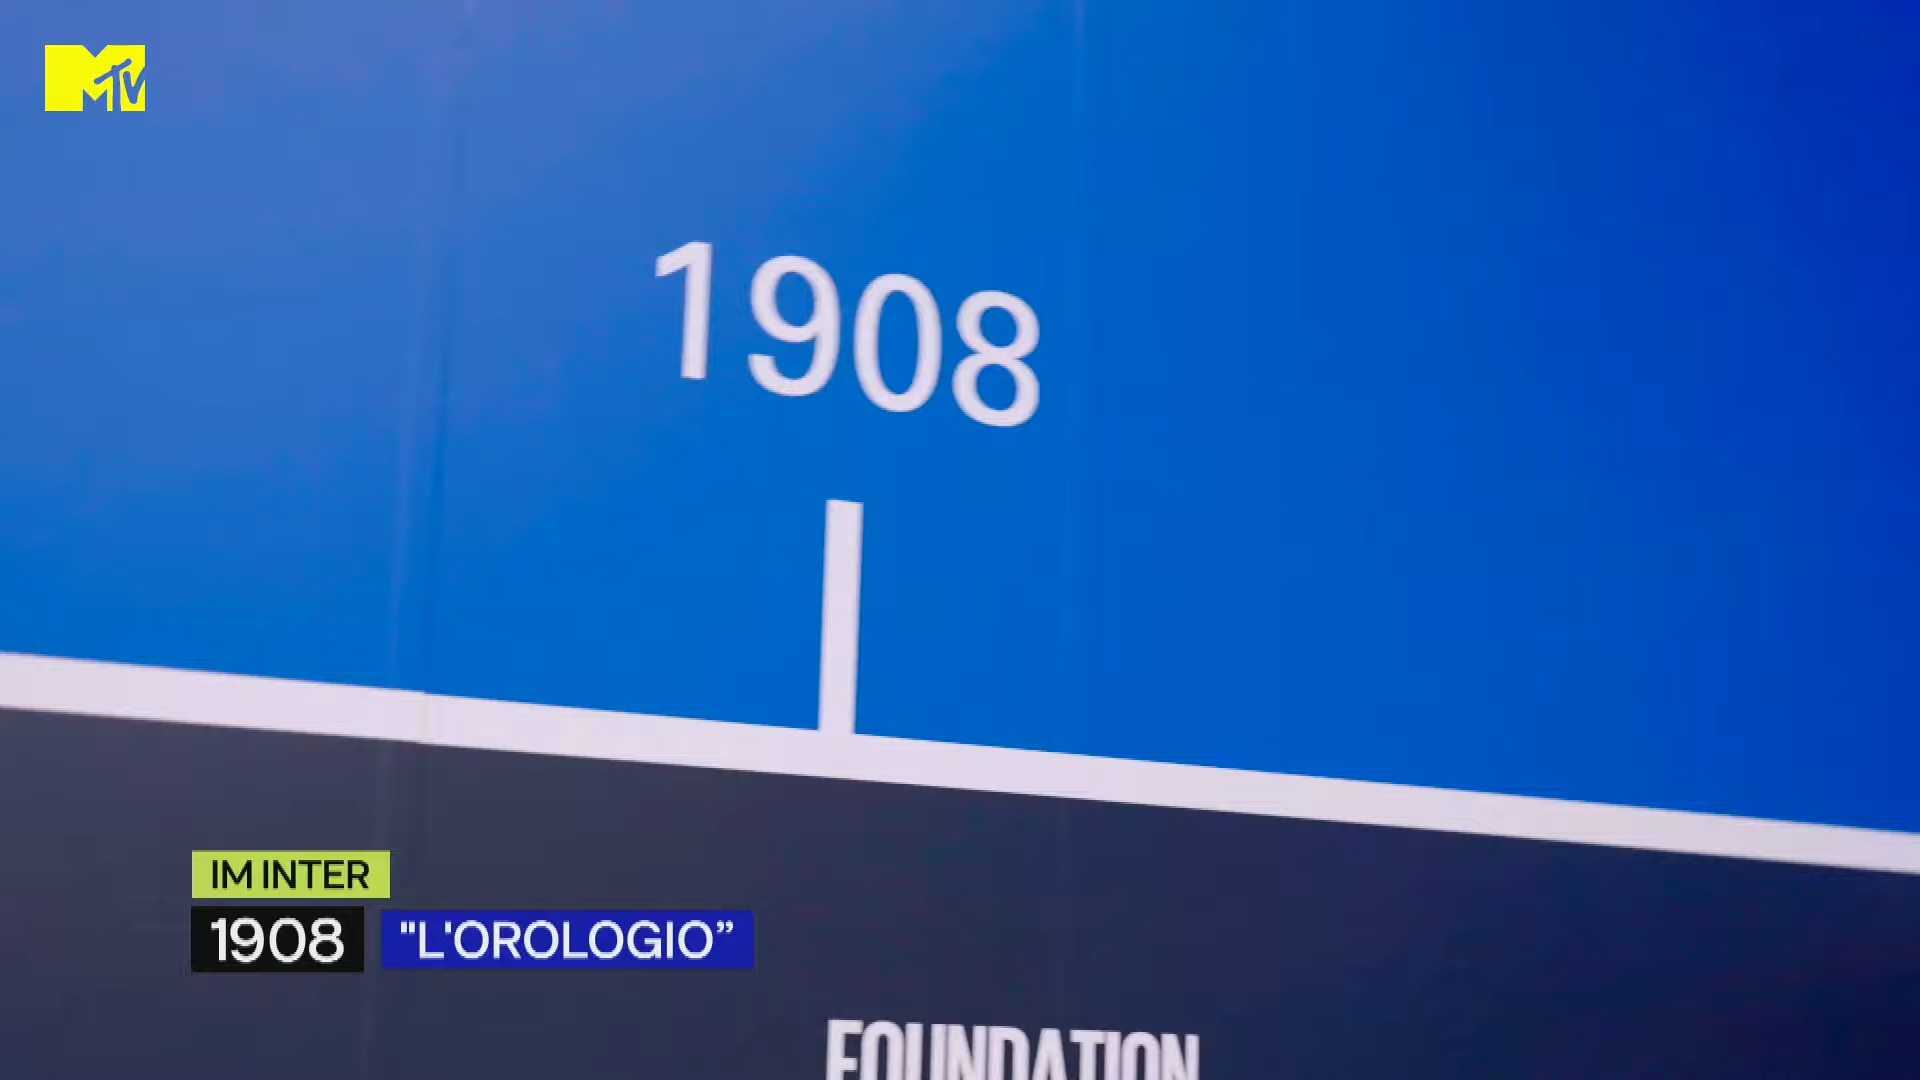 MTV
1908
IM INTER
1908 "L'OROLOGIO”
FOUNDATION